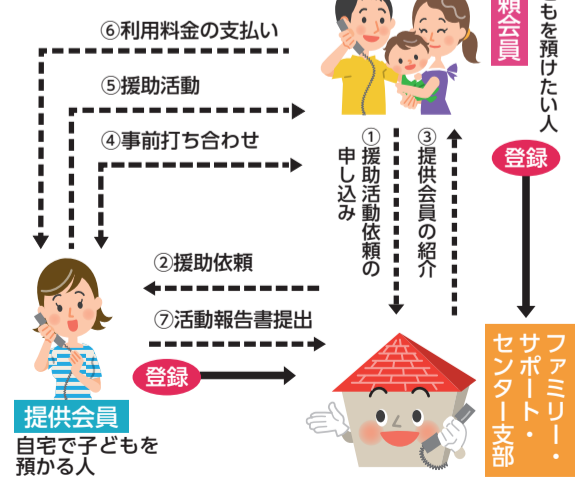 ⑥利用料金の支払い
⑤援助活動
④事前打ち合わせ
頼会員
どもを預けたい人
登録
①援助活動依頼の
申し込み
③提供会員の紹介
②援助依頼
⑦活動報告書提出
登録
提供会員
自宅で子どもを
預かる人
ファミリー・
サポート・
センター支部